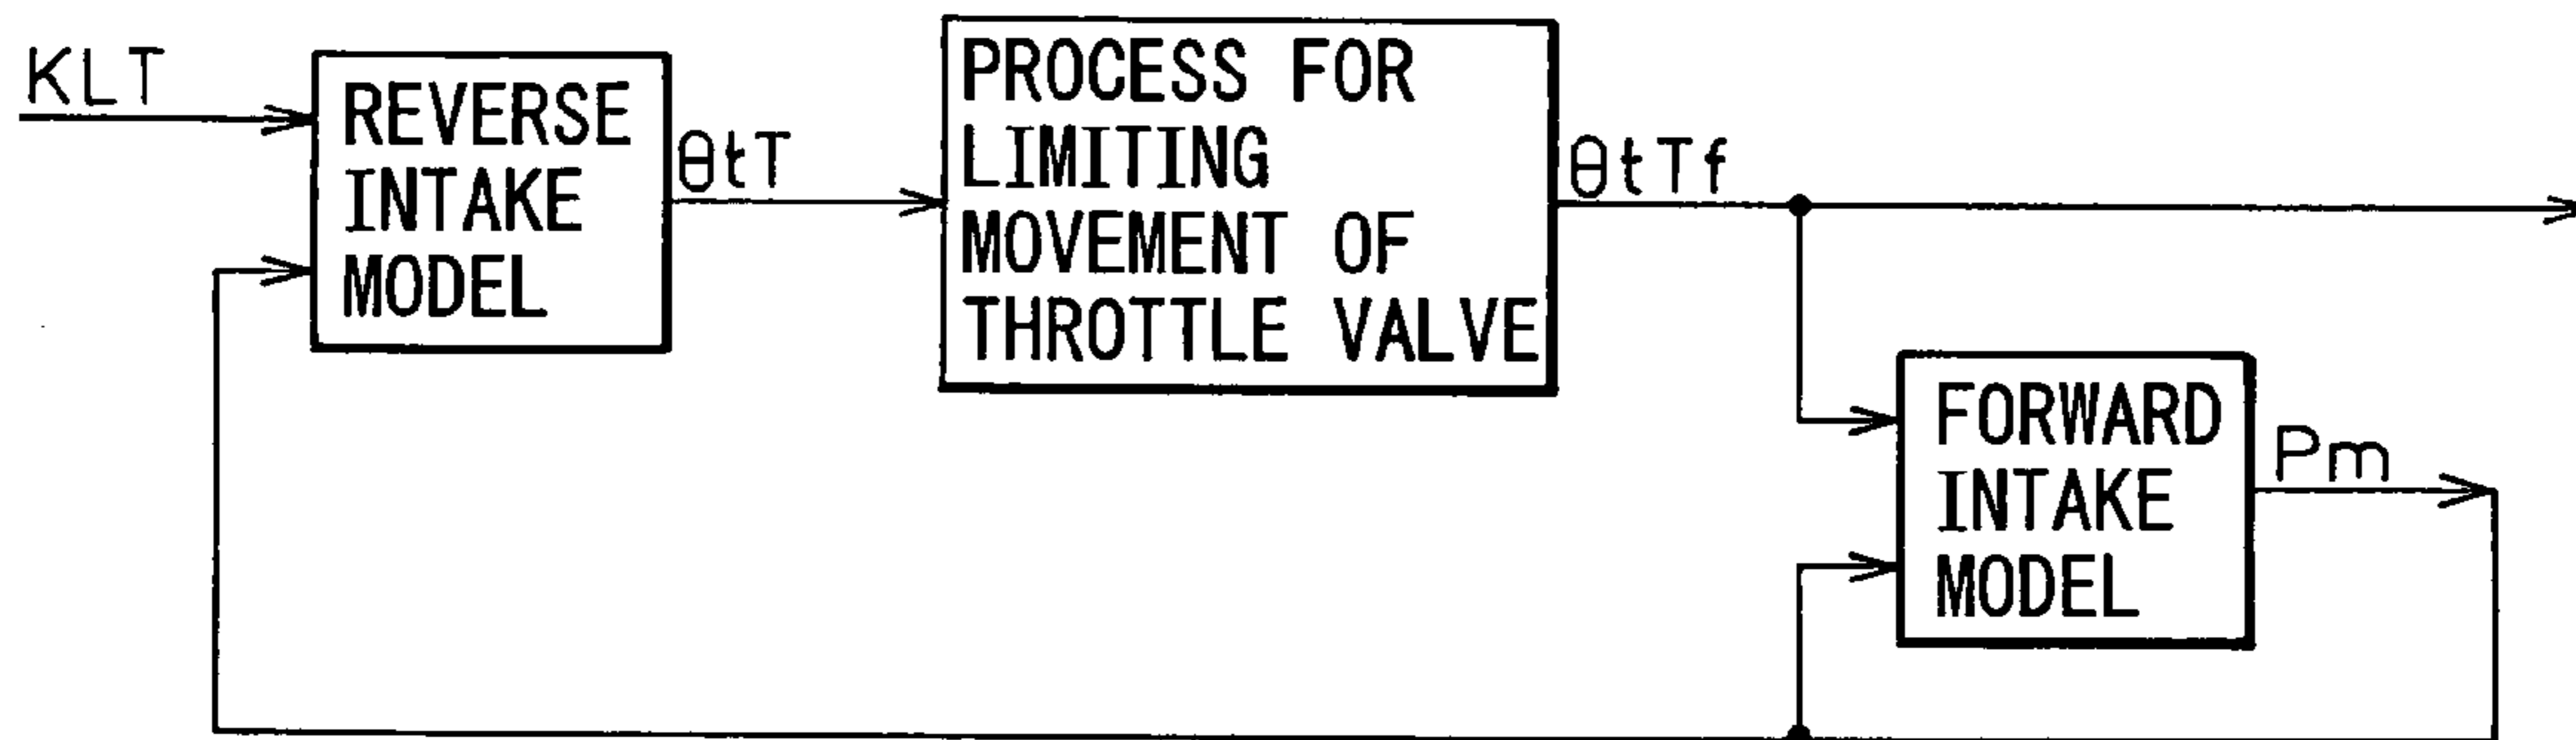 KLT
REVERSE
INTAKE
MODEL
θtT
PROCESS FOR
LIMITING
MOVEMENT OF
THROTTLE VALVE
θtTf
FORWARD
INTAKE
MODEL
Pm